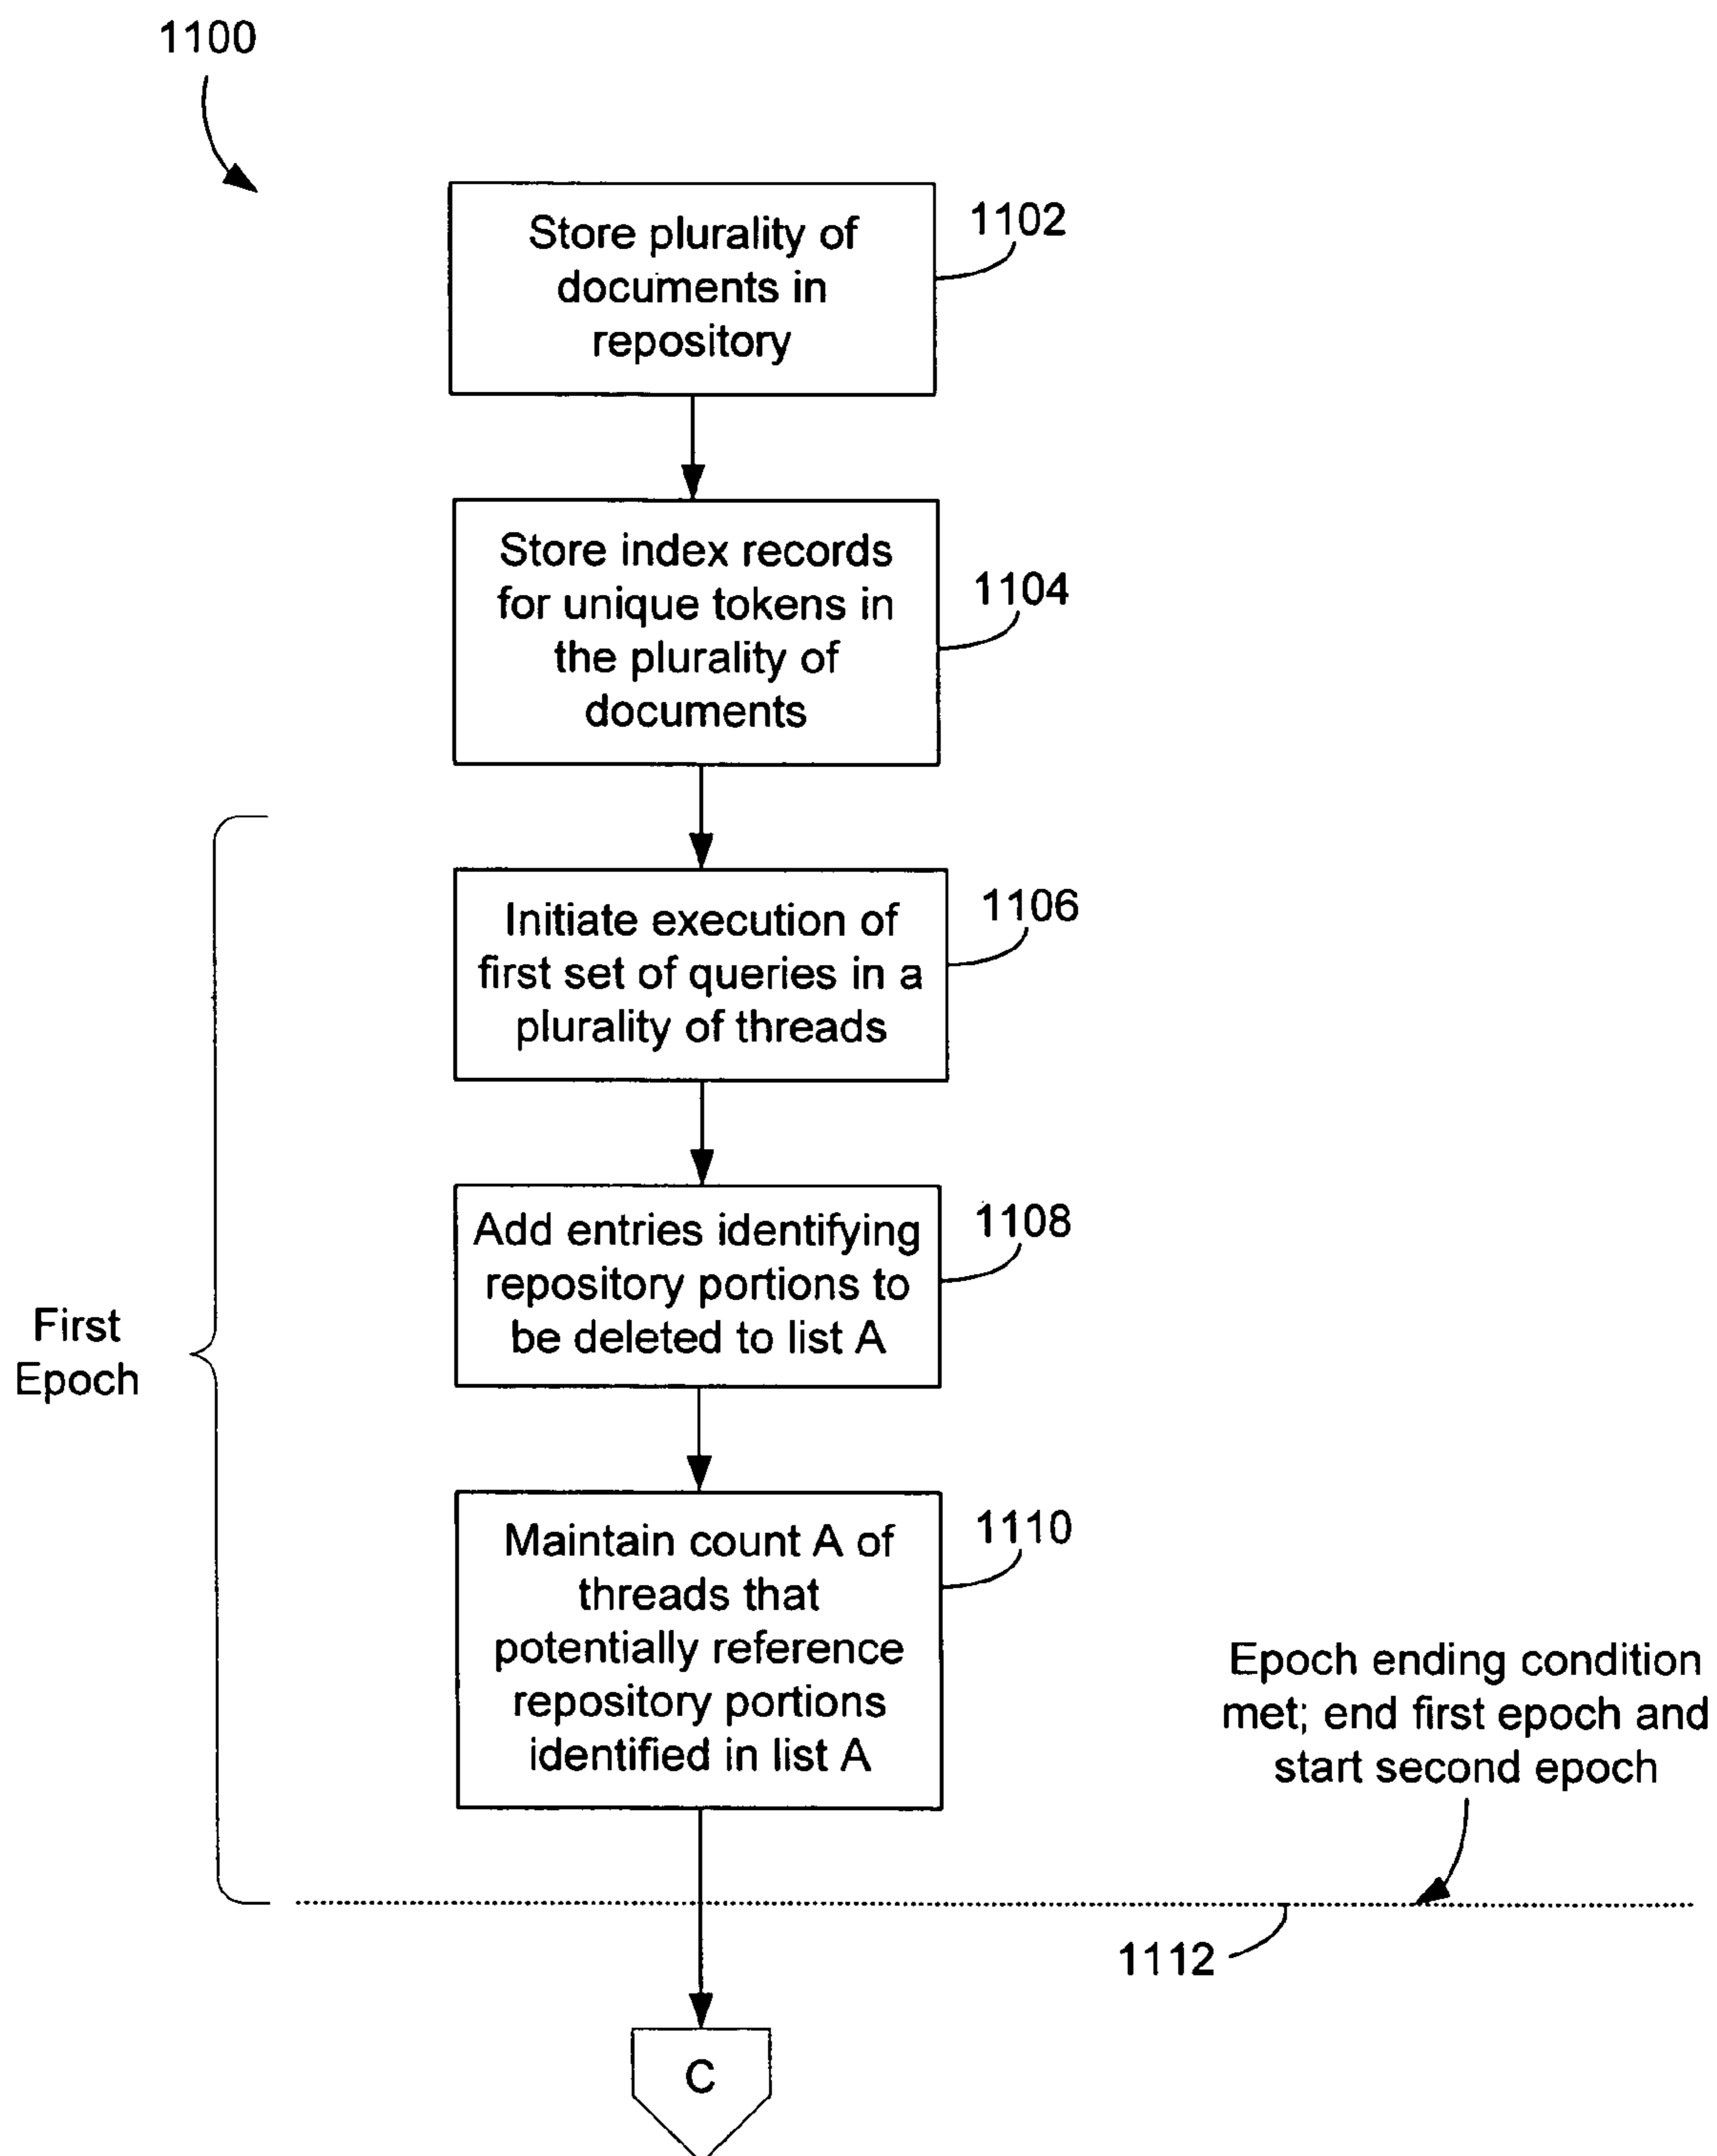 1100
Store plurality of
documents in
repository
1102
Store index records
for unique tokens in
the plurality of
documents
1104
Initiate execution of
first set of queries in a
plurality of threads
1106
Add entries identifying
repository portions to
be deleted to list A
1108
First
Epoch
Maintain count A of
threads that
potentially reference
repository portions
identified in list A
1110
Epoch ending condition
met; end first epoch and
start second epoch
1112
C